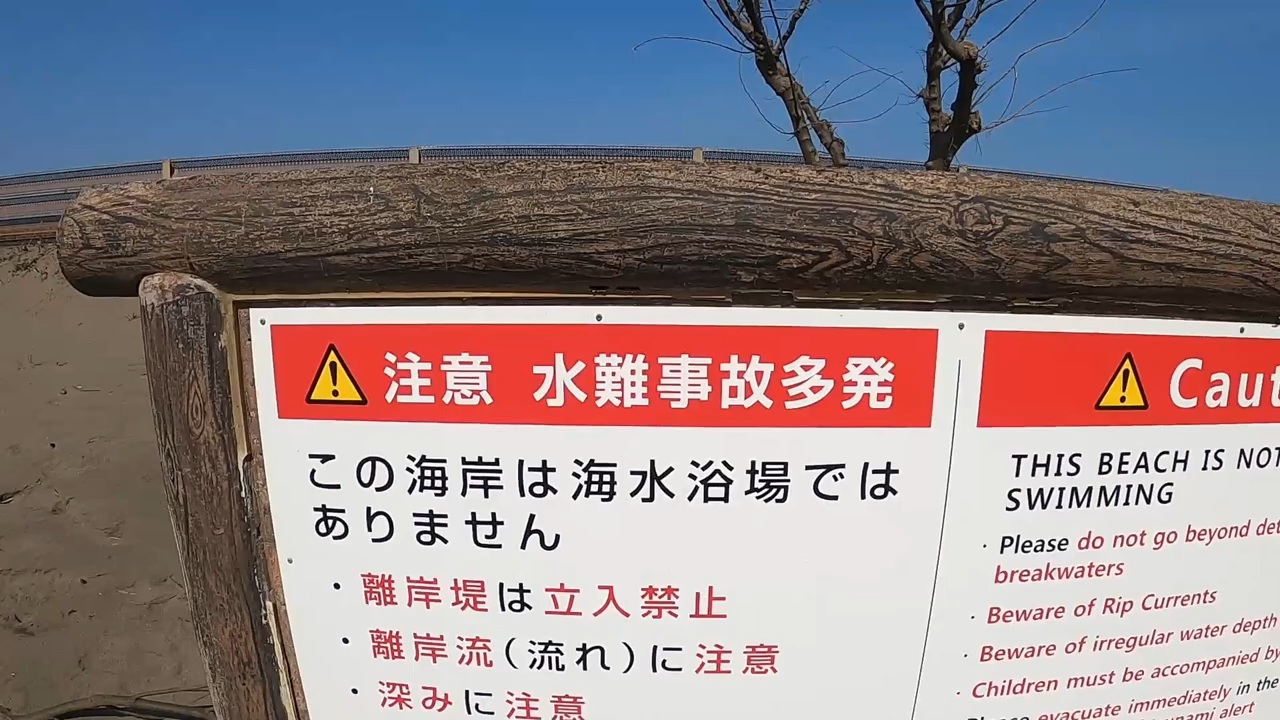 注意 水難事故多発
この海岸は海水浴場では
ありません
・離岸堤は立入禁止
・離岸流(流れ)に注意
・深みに注意
THIS BEACH IS NOT
SWIMMING
· Please do not go beyond
breakwaters
· Beware of Rip Currents
· Beware of irregular water depth
· Children must be accompanied by
Please evacuate immediately in the
alert